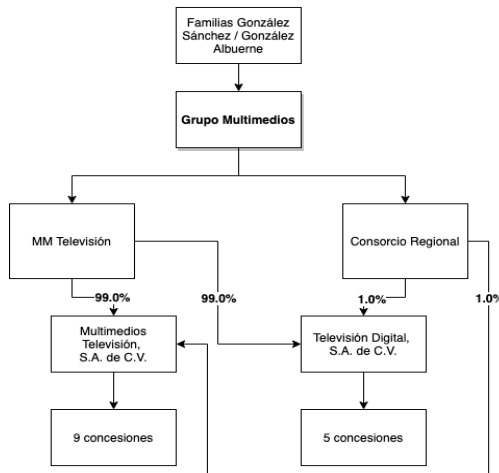 Familias González
Sánchez / González
Albuerne
Grupo Multimedios
MM Televisión
Consorcio Regional
99.0%
99.0%
1.0%
1.0%
Multimedios
Televisión,
S.A. de C.V.
Televisión Digital,
S.A. de C.V.
9 concesiones
5 concesiones